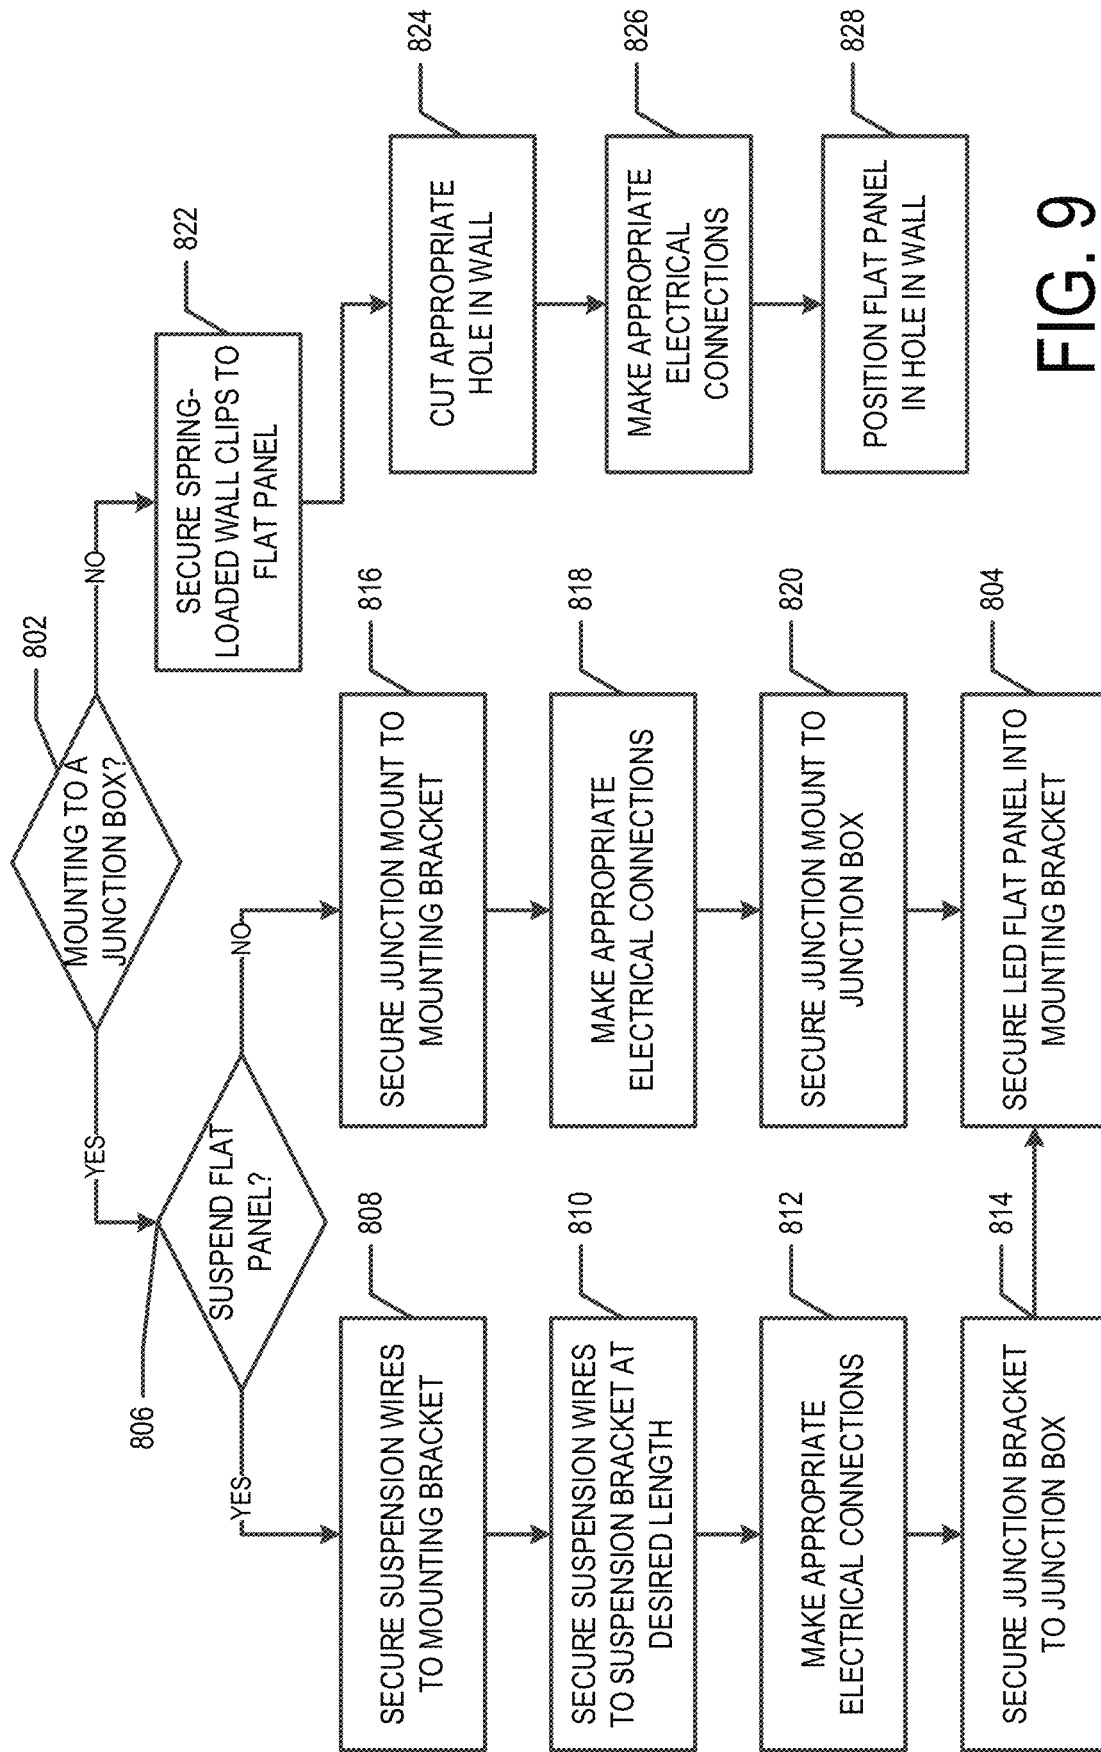 802
MOUNTING TO A
JUNCTION BOX?
YES
NO
806
SUSPEND FLAT
PANEL?
YES
NO
808
SECURE SUSPENSION WIRES
TO MOUNTING BRACKET
810
SECURE SUSPENSION WIRES
TO SUSPENSION BRACKET AT
DESIRED LENGTH
812
MAKE APPROPRIATE
ELECTRICAL CONNECTIONS
814
SECURE JUNCTION BRACKET
TO JUNCTION BOX
816
SECURE JUNCTION MOUNT TO
MOUNTING BRACKET
818
MAKE APPROPRIATE
ELECTRICAL CONNECTIONS
820
SECURE JUNCTION MOUNT TO
JUNCTION BOX
804
SECURE LED FLAT PANEL INTO
MOUNTING BRACKET
822
SECURE SPRING-
LOADED WALL CLIPS TO
FLAT PANEL
824
CUT APPROPRIATE
HOLE IN WALL
826
MAKE APPROPRIATE
ELECTRICAL
CONNECTIONS
828
POSITION FLAT PANEL
IN HOLE IN WALL
FIG. 9